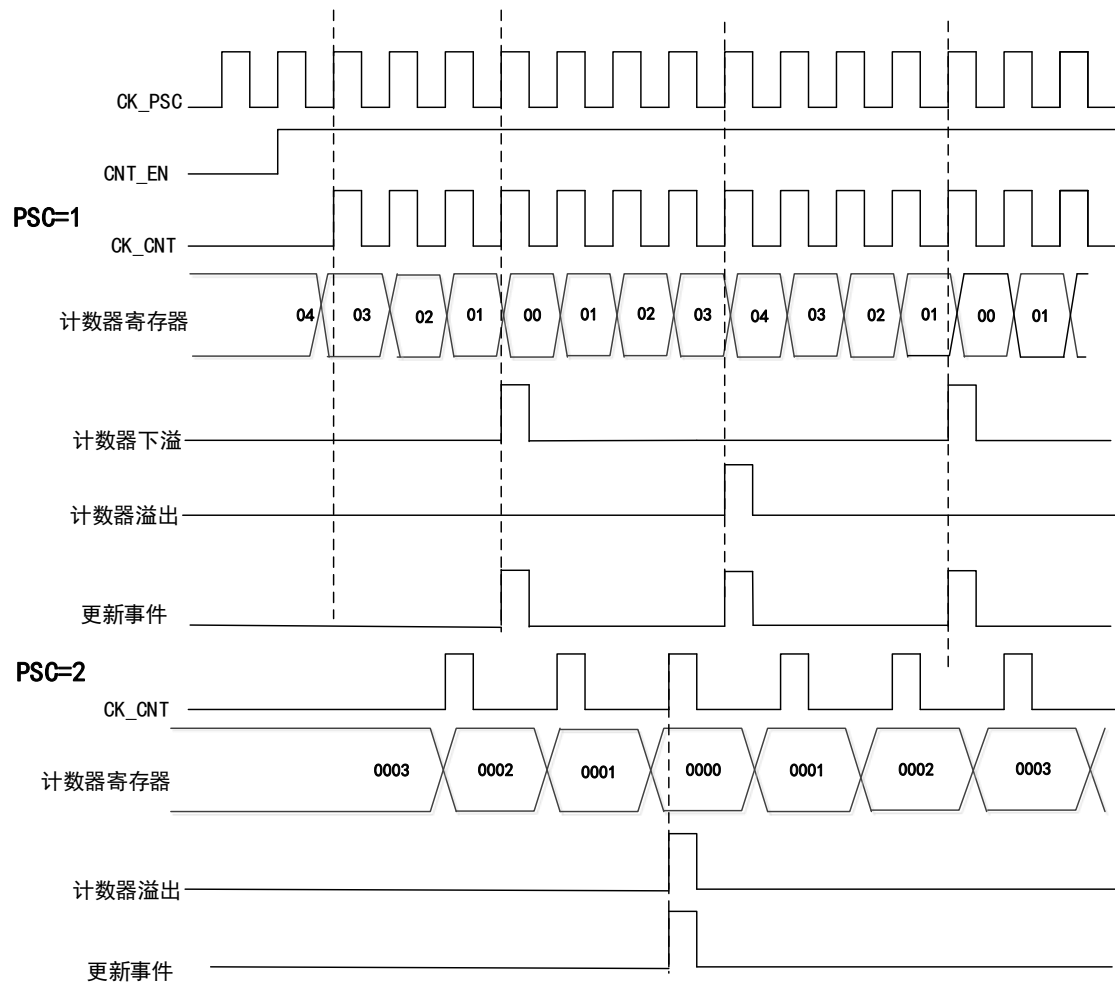 CK_PSC
CNT_EN
PSC=1
CK_CNT
计数器寄存器 04 03 02 01 00 01 02 03 04 03 02 01 00 01
计数器下溢
计数器溢出
更新事件
PSC=2
CK_CNT
计数器寄存器 0003 0002 0001 0000 0001 0002 0003
计数器溢出
更新事件